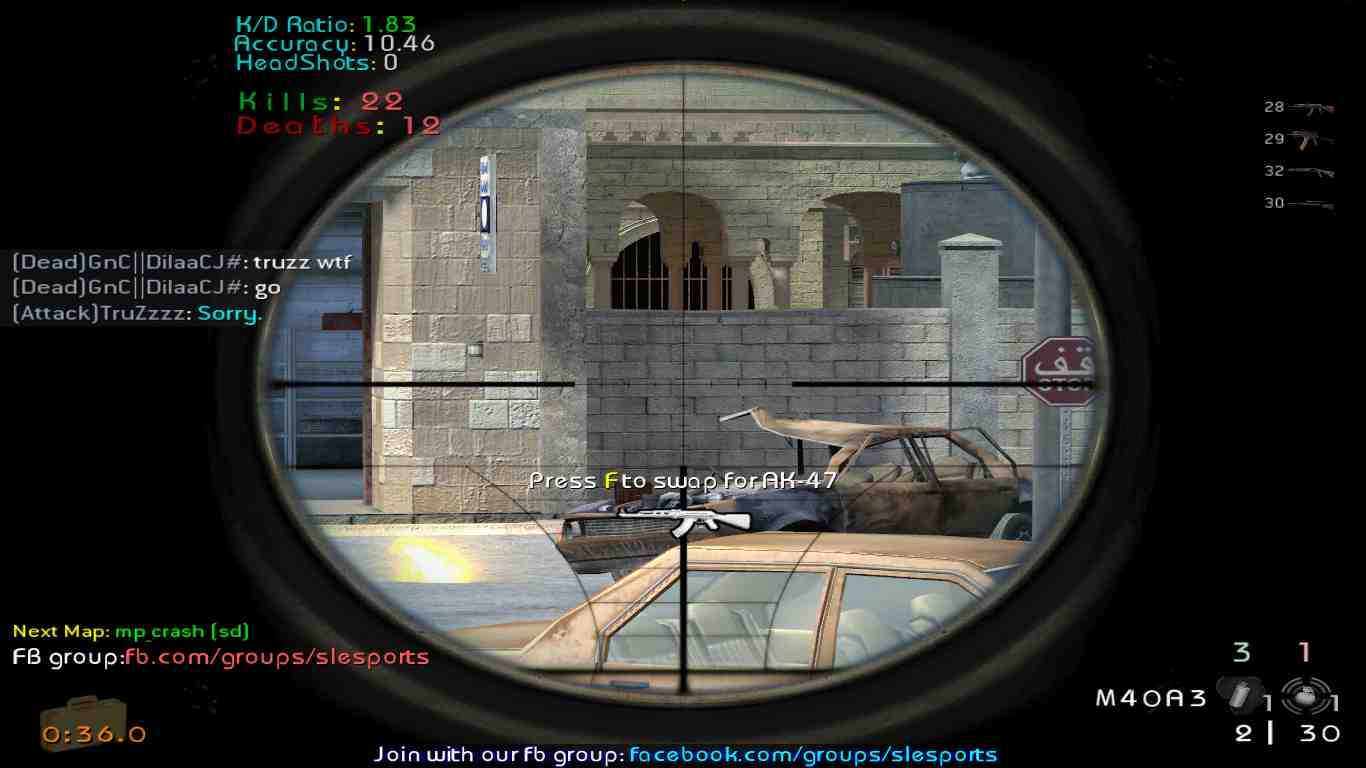 K/D Ratio: 1.83
Accuracy: 10.46
HeadShots: 0
Kills: 22
Deaths: 12
28
29
32
30
(Dead)GnC||DilaaCJ#: truzz wtf
(Dead)GnC||DilaaCJ#: go
(Attack)TruZzzz: Sorry.
قف
STOP
Press F to swap for AK-47
Next Map: mp_crash (sd)
FB group:fb.com/groups/slesports
3 1
M40A3 1 1
0:36.0
2 | 30
Join with our fb group: facebook.com/groups/slesports